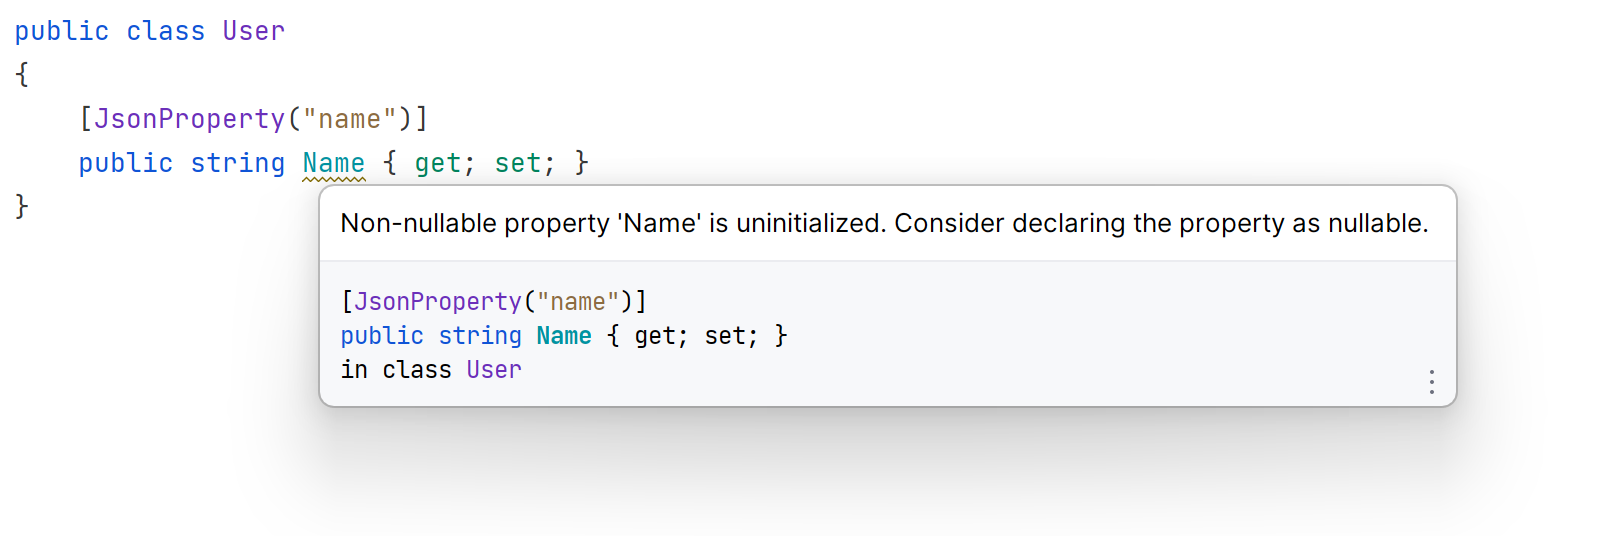 public class User
{
    [JsonProperty("name")]
    public string Name { get; set; }
}
Non-nullable property 'Name' is uninitialized. Consider declaring the property as nullable.
[JsonProperty("name")]
public string Name { get; set; }
in class User